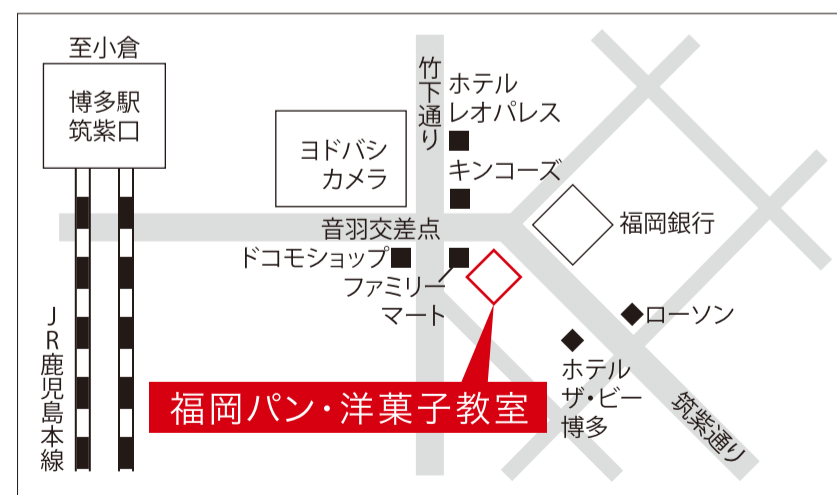 至小倉
博多駅
筑紫口
竹下通り
ホテル
レオパレス
ヨドバシ
カメラ
キンコーズ
音羽交差点
福岡銀行
ドコモショップ
ファミリー
マート
ローソン
JR鹿児島本線
ホテル
ザ・ビー
博多
福岡パン・洋菓子教室
筑紫通り